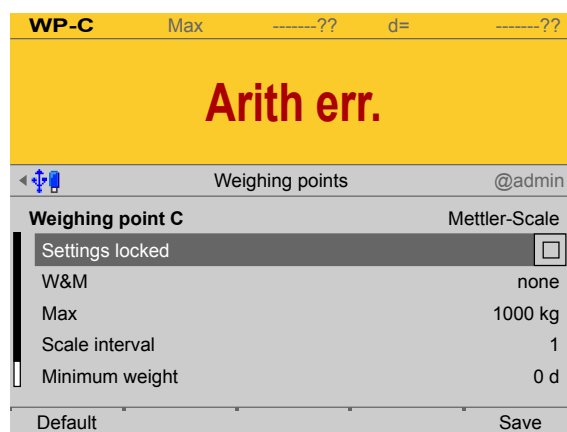 WP-C Max -------?? d= -------??
Arith err.
Weighing points @admin
Weighing point C Mettler-Scale
Settings locked
W&M none
Max 1000 kg
Scale interval 1
Minimum weight 0 d
Default Save